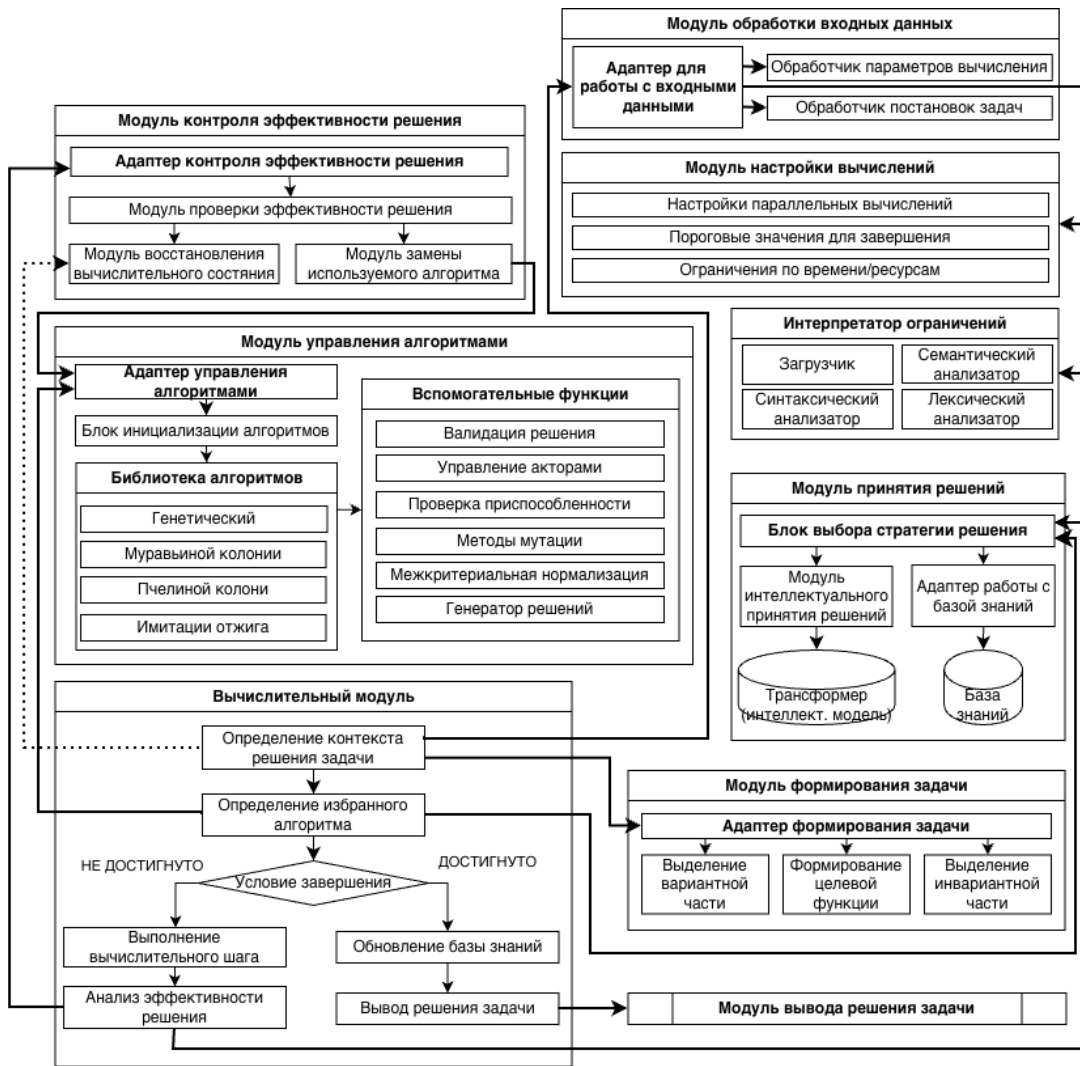 Модуль обработки входных данных
Адаптер для
работы с входными
данными
Обработчик параметров вычисления
Обработчик постановок задач
Модуль контроля эффективности решения
Адаптер контроля эффективности решения
Модуль проверки эффективности решения
Модуль восстановления
вычислительного состяния
Модуль замены
используемого алгоритма
Модуль настройки вычислений
Настройки параллельных вычислений
Пороговые значения для завершения
Ограничения по времени/ресурсам
Интерпретатор ограничений
Загрузчик
Семантический
анализатор
Синтаксический
анализатор
Лексический
анализатор
Модуль управления алгоритмами
Адаптер управления
алгоритмами
Блок инициализации алгоритмов
Библиотека алгоритмов
Генетический
Муравьиной колонии
Пчелиной колони
Имитации отжига
Вспомогательные функции
Валидация решения
Управление акторами
Проверка приспособленности
Методы мутации
Межкритериальная нормализация
Генератор решений
Модуль принятия решений
Блок выбора стратегии решения
Модуль
интеллектуального
принятия решений
Адаптер работы с
базой знаний
Трансформер
(интеллект. модель)
База
знаний
Вычислительный модуль
Определение контекста
решения задачи
Определение избранного
алгоритма
НЕ ДОСТИГНУТО
ДОСТИГНУТО
Условие завершения
Выполнение
вычислительного шага
Анализ эффективности
решения
Обновление базы знаний
Вывод решения задачи
Модуль формирования задачи
Адаптер формирования задачи
Выделение
вариантной
части
Формирование
целевой
функции
Выделение
инвариантной
части
Модуль вывода решения задачи